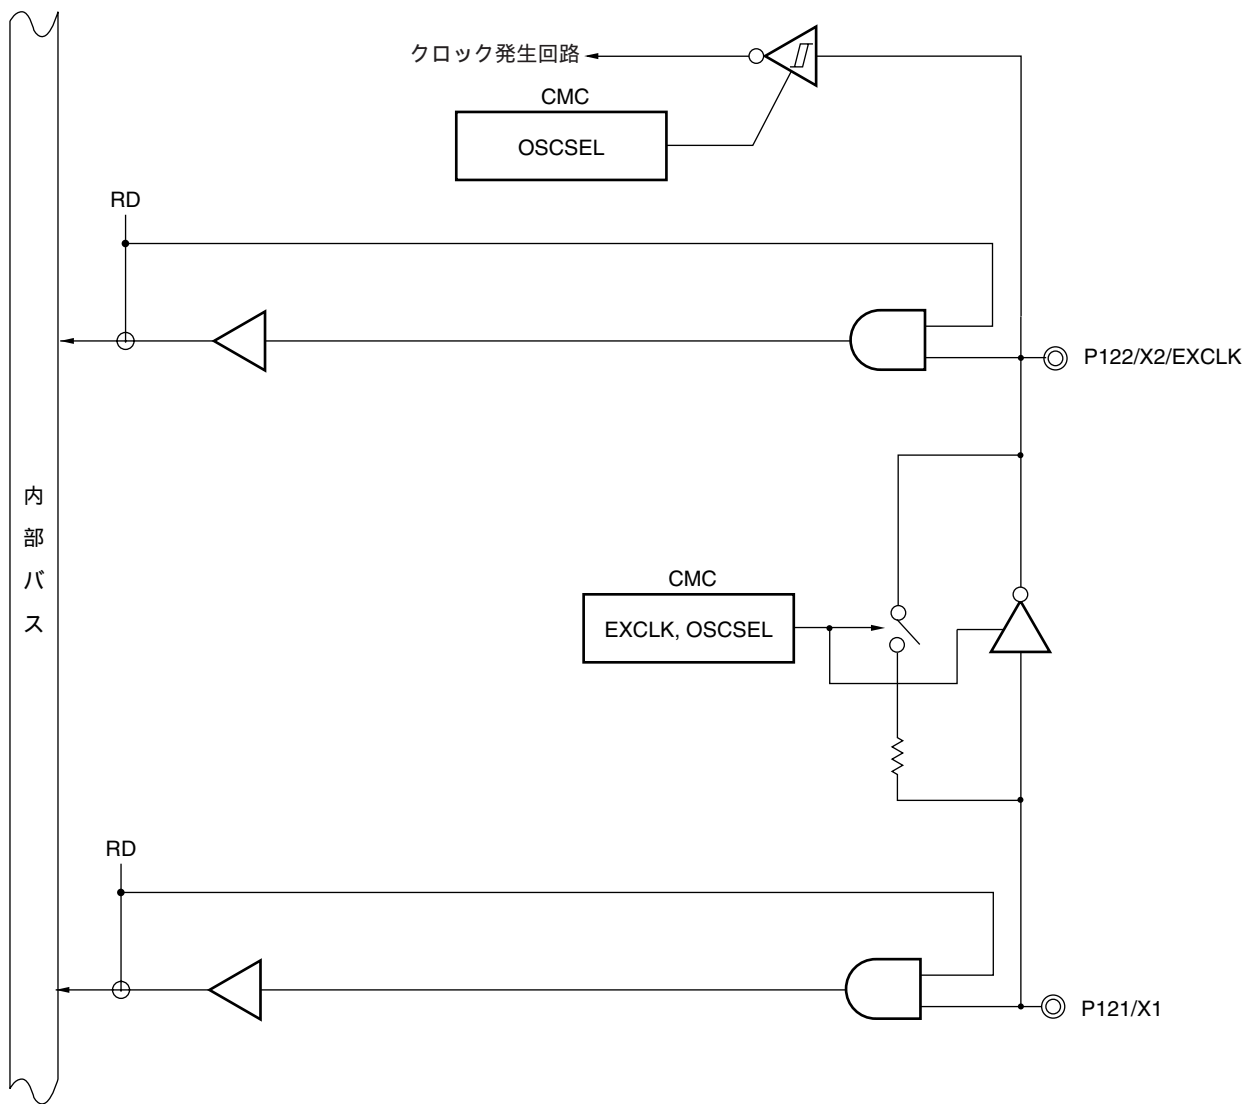 クロック発生回路
CMC
OSCSEL
RD
P122/X2/EXCLK
内部バス
CMC
EXCLK, OSCSEL
RD
P121/X1